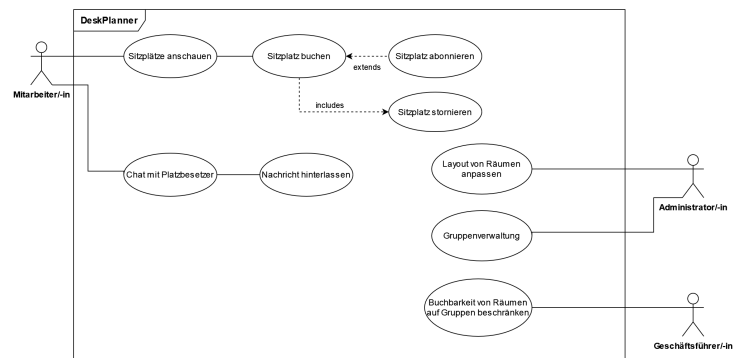 DeskPlanner
Sitzplätze anschauen
Sitzplatz buchen
Sitzplatz abonnieren
extends
Mitarbeiter/-in
includes
Sitzplatz stornieren
Chat mit Platzbesetzer
Nachricht hinterlassen
Layout von Räumen
anpassen
Administrator/-in
Gruppenverwaltung
Buchbarkeit von Räumen
auf Gruppen beschränken
Geschäftsführer/-in